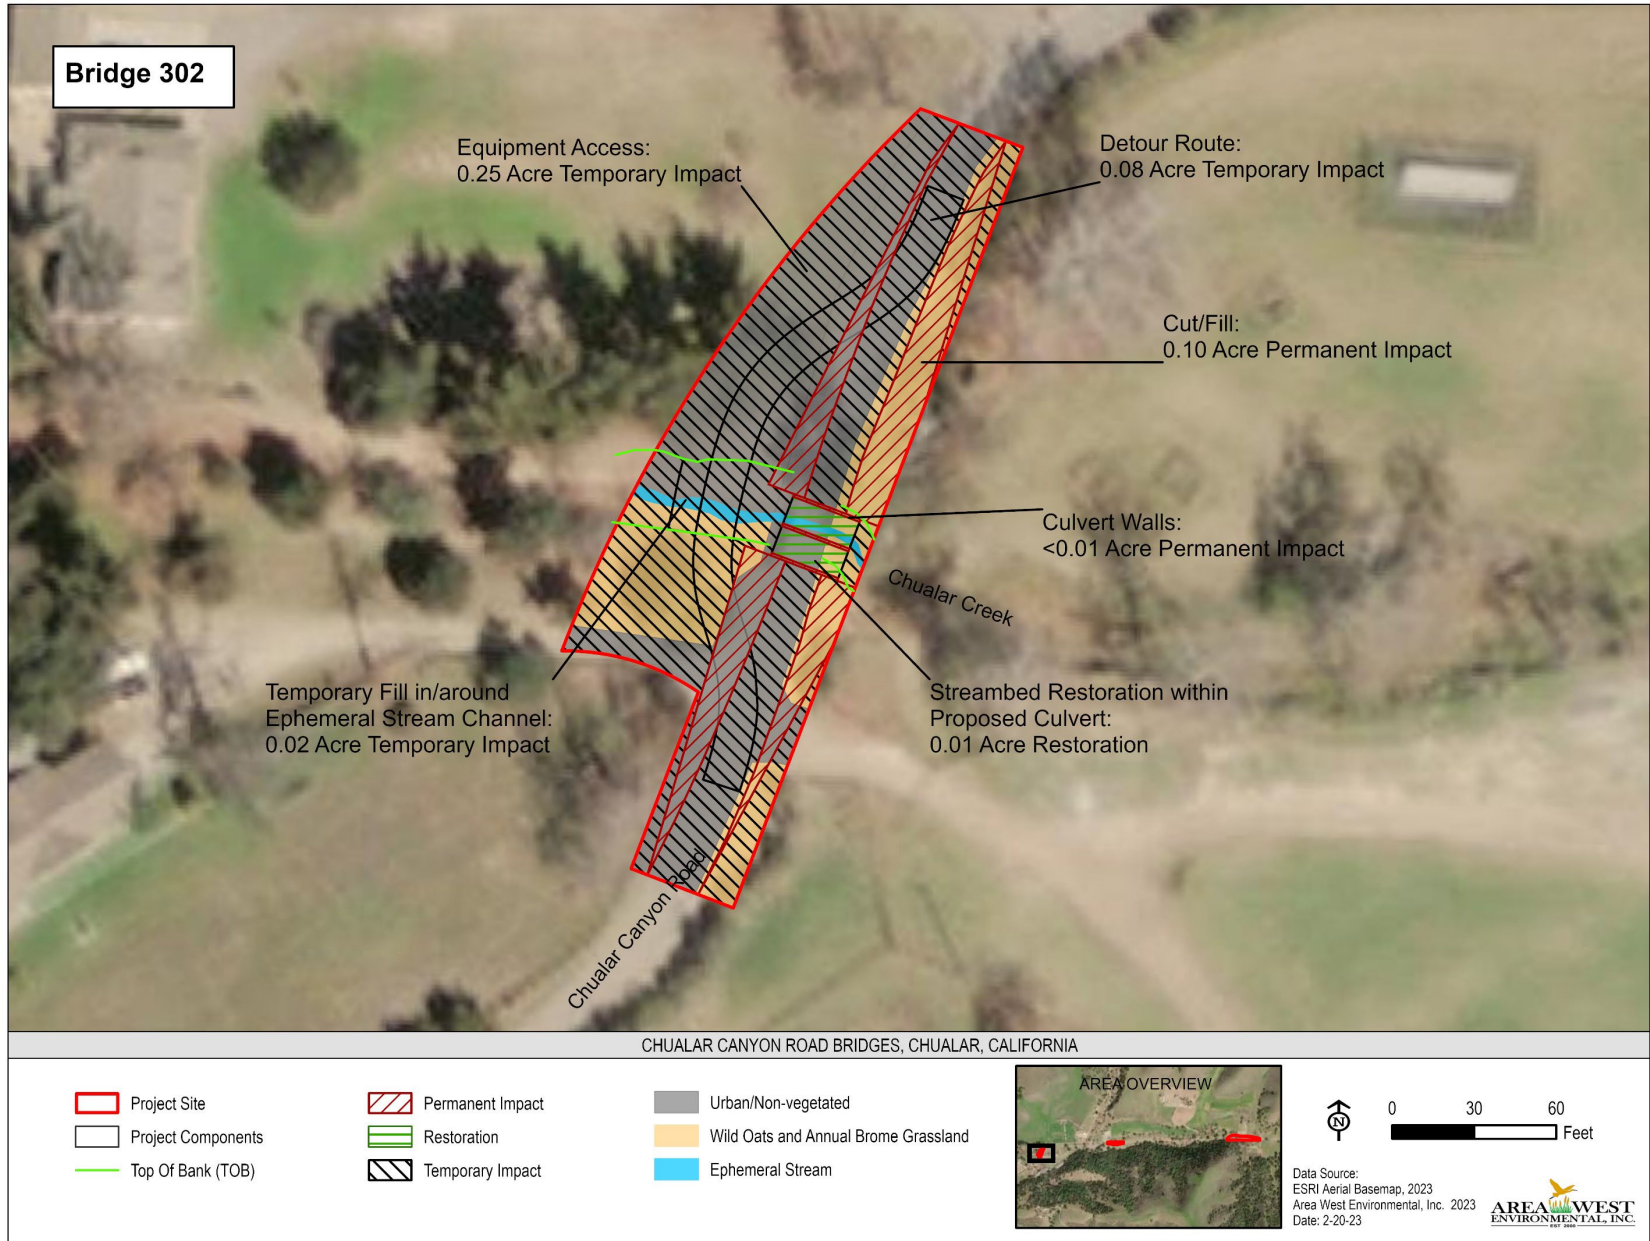 Bridge 302
Equipment Access:
0.25 Acre Temporary Impact
Detour Route:
0.08 Acre Temporary Impact
Cut/Fill:
0.10 Acre Permanent Impact
Culvert Walls:
<0.01 Acre Permanent Impact
Chualar Creek
Temporary Fill in/around
Ephemeral Stream Channel:
0.02 Acre Temporary Impact
Streambed Restoration within
Proposed Culvert:
0.01 Acre Restoration
Chualar Canyon Road
CHUALAR CANYON ROAD BRIDGES, CHUALAR, CALIFORNIA
Project Site
Project Components
Top Of Bank (TOB)
Permanent Impact
Restoration
Temporary Impact
Urban/Non-vegetated
Wild Oats and Annual Brome Grassland
Ephemeral Stream
AREA OVERVIEW
N
0 30 60
Feet
Data Source:
ESRI Aerial Basemap, 2023
Area West Environmental, Inc. 2023
Date: 2-20-23
AREA WEST
ENVIRONMENTAL, INC.
EST 2000